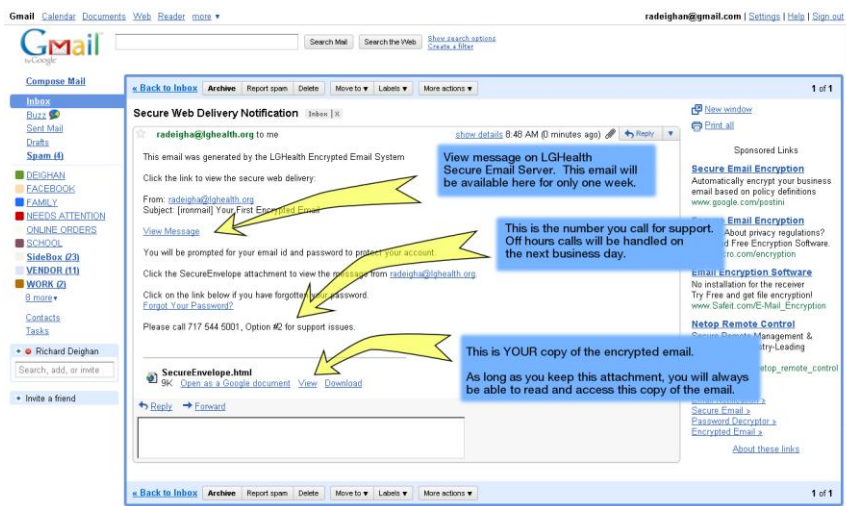 Gmail Calendar Documents Web Reader more ▼
radeighan@gmail.com | Settings | Help | Sign out
Gmail
by Google
Search Mail Search the Web Show search options
Create a filter
Compose Mail
Inbox
Buzz
Sent Mail
Drafts
Spam (4)
DEIGHAN
FACEBOOK
FAMILY
NEEDS ATTENTION
ONLINE ORDERS
SCHOOL
SideBox (23)
VENDOR (11)
WORK (2)
8 more▼
Contacts
Tasks
Richard Deighan
Search, add, or invite
Invite a friend
« Back to Inbox Archive Report spam Delete Move to ▼ Labels ▼ More actions ▼ 1 of 1
Secure Web Delivery Notification Inbox | X
radeigha@lghealth.org to me show details 8:48 AM (0 minutes ago) Reply ▼
This email was generated by the LGHealth Encrypted Email System
Click the link to view the secure web delivery:
From: radeigha@lghealth.org
Subject: [ironmail] Your First Encrypted Email
View Message
You will be prompted for your email id and password to protect your account.
Click the SecureEnvelope attachment to view the message from radeigha@lghealth.org.
Click on the link below if you have forgotten your password.
Forgot Your Password?
Please call 717 544 5001, Option #2 for support issues.
View message on LGHealth
Secure Email Server. This email will
be available here for only one week.
This is the number you call for support.
Off hours calls will be handled on
the next business day.
This is YOUR copy of the encrypted email.
As long as you keep this attachment, you will always
be able to read and access this copy of the email.
SecureEnvelope.html
9K Open as a Google document View Download
Reply Forward
New window
Print all
Sponsored Links
Secure Email Encryption
Automatically encrypt your business
email based on policy definitions
www.google.com/postini
Email Encryption
About privacy regulations?
Free Encryption Software.
.com/encryption
Email Encryption Software
No installation for the receiver
Try Free and get file encryption!
www.Safeit.com/E-Mail_Encryption
Netop Remote Control
Secure Remote Management &
Secure Email »
Password Decryptor »
Encrypted Email »
About these links
« Back to Inbox Archive Report spam Delete Move to ▼ Labels ▼ More actions ▼ 1 of 1